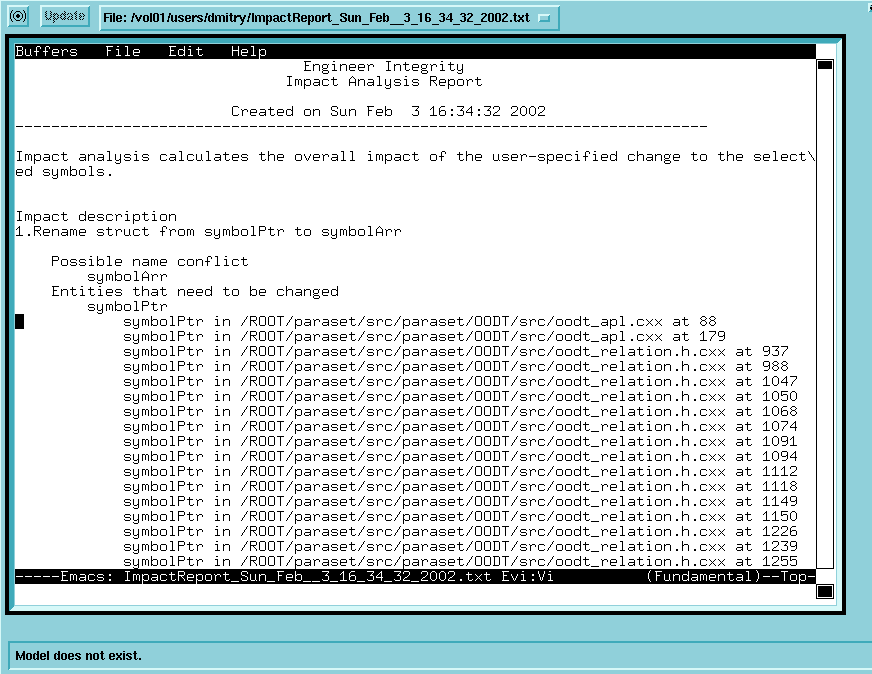 Update File: /vol01/users/dmitry/ImpactReport_Sun_Feb__3_16_34_32_2002.txt
Buffers File Edit Help
Engineer Integrity
Impact Analysis Report
Created on Sun Feb  3 16:34:32 2002
-----------------------------------------------------------------------------
Impact analysis calculates the overall impact of the user-specified change to the select\
ed symbols.
Impact description
1.Rename struct from symbolPtr to symbolArr
Possible name conflict
symbolArr
Entities that need to be changed
symbolPtr
symbolPtr in /ROOT/paraset/src/paraset/OODT/src/oodt_apl.cxx at 88
symbolPtr in /ROOT/paraset/src/paraset/OODT/src/oodt_apl.cxx at 179
symbolPtr in /ROOT/paraset/src/paraset/OODT/src/oodt_relation.h.cxx at 937
symbolPtr in /ROOT/paraset/src/paraset/OODT/src/oodt_relation.h.cxx at 988
symbolPtr in /ROOT/paraset/src/paraset/OODT/src/oodt_relation.h.cxx at 1047
symbolPtr in /ROOT/paraset/src/paraset/OODT/src/oodt_relation.h.cxx at 1050
symbolPtr in /ROOT/paraset/src/paraset/OODT/src/oodt_relation.h.cxx at 1068
symbolPtr in /ROOT/paraset/src/paraset/OODT/src/oodt_relation.h.cxx at 1074
symbolPtr in /ROOT/paraset/src/paraset/OODT/src/oodt_relation.h.cxx at 1091
symbolPtr in /ROOT/paraset/src/paraset/OODT/src/oodt_relation.h.cxx at 1094
symbolPtr in /ROOT/paraset/src/paraset/OODT/src/oodt_relation.h.cxx at 1112
symbolPtr in /ROOT/paraset/src/paraset/OODT/src/oodt_relation.h.cxx at 1118
symbolPtr in /ROOT/paraset/src/paraset/OODT/src/oodt_relation.h.cxx at 1149
symbolPtr in /ROOT/paraset/src/paraset/OODT/src/oodt_relation.h.cxx at 1150
symbolPtr in /ROOT/paraset/src/paraset/OODT/src/oodt_relation.h.cxx at 1226
symbolPtr in /ROOT/paraset/src/paraset/OODT/src/oodt_relation.h.cxx at 1239
symbolPtr in /ROOT/paraset/src/paraset/OODT/src/oodt_relation.h.cxx at 1255
-----Emacs: ImpactReport_Sun_Feb__3_16_34_32_2002.txt Evi:Vi (Fundamental)--Top-
Model does not exist.